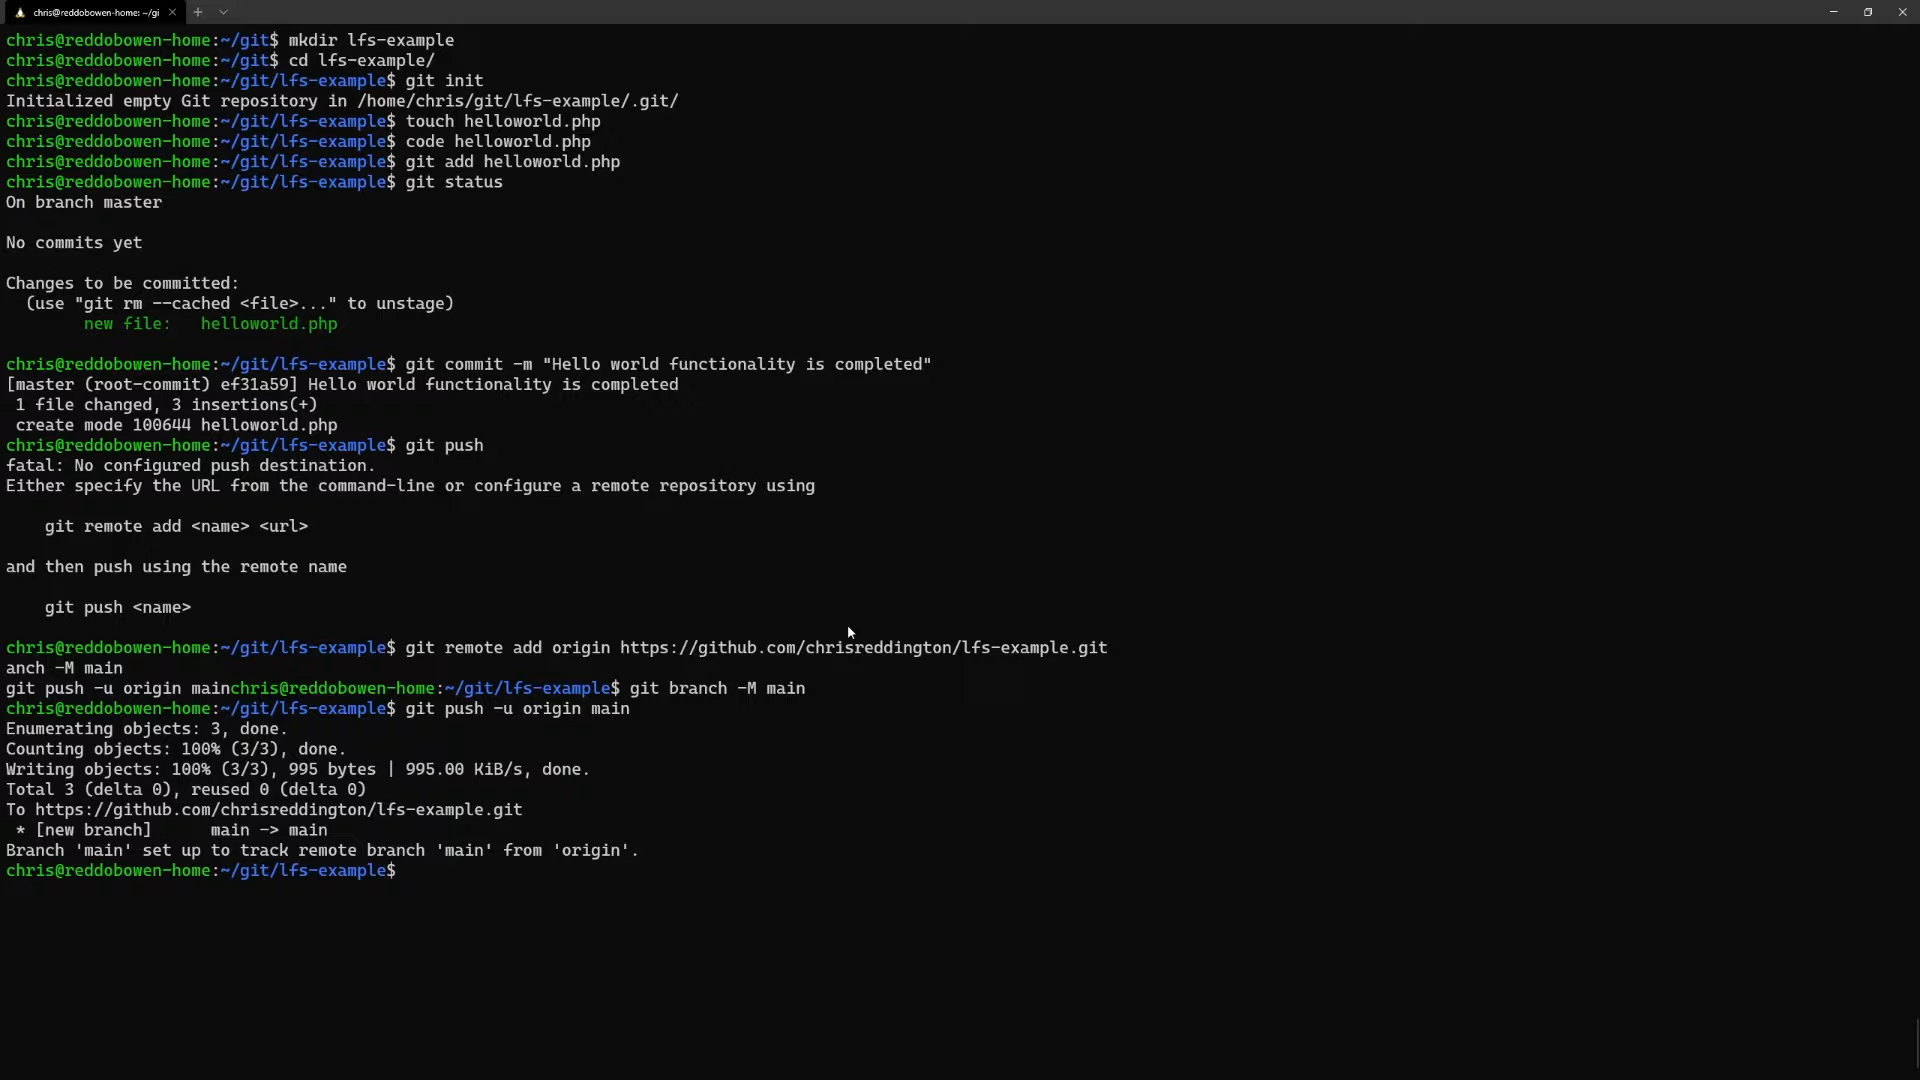 chris@reddobowen-home: ~/gi
chris@reddobowen-home:~/git$ mkdir lfs-example
chris@reddobowen-home:~/git$ cd lfs-example/
chris@reddobowen-home:~/git/lfs-example$ git init
Initialized empty Git repository in /home/chris/git/lfs-example/.git/
chris@reddobowen-home:~/git/lfs-example$ touch helloworld.php
chris@reddobowen-home:~/git/lfs-example$ code helloworld.php
chris@reddobowen-home:~/git/lfs-example$ git add helloworld.php
chris@reddobowen-home:~/git/lfs-example$ git status
On branch master
No commits yet
Changes to be committed:
  (use "git rm --cached <file>..." to unstage)
        new file:   helloworld.php
chris@reddobowen-home:~/git/lfs-example$ git commit -m "Hello world functionality is completed"
[master (root-commit) ef31a59] Hello world functionality is completed
 1 file changed, 3 insertions(+)
 create mode 100644 helloworld.php
chris@reddobowen-home:~/git/lfs-example$ git push
fatal: No configured push destination.
Either specify the URL from the command-line or configure a remote repository using
    git remote add <name> <url>
and then push using the remote name
    git push <name>
chris@reddobowen-home:~/git/lfs-example$ git remote add origin https://github.com/chrisreddington/lfs-example.git
anch -M main
git push -u origin mainchris@reddobowen-home:~/git/lfs-example$ git branch -M main
chris@reddobowen-home:~/git/lfs-example$ git push -u origin main
Enumerating objects: 3, done.
Counting objects: 100% (3/3), done.
Writing objects: 100% (3/3), 995 bytes | 995.00 KiB/s, done.
Total 3 (delta 0), reused 0 (delta 0)
To https://github.com/chrisreddington/lfs-example.git
 * [new branch]      main -> main
Branch 'main' set up to track remote branch 'main' from 'origin'.
chris@reddobowen-home:~/git/lfs-example$